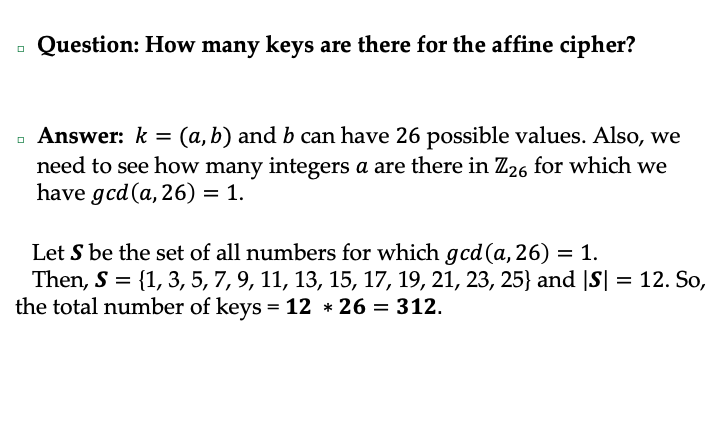 Question: How many keys are there for the affine cipher?
Answer: k = (a, b) and b can have 26 possible values. Also, we
need to see how many integers a are there in ℤ26 for which we
have gcd(a, 26) = 1.
Let S be the set of all numbers for which gcd(a, 26) = 1.
Then, S = {1, 3, 5, 7, 9, 11, 13, 15, 17, 19, 21, 23, 25} and |S| = 12. So,
the total number of keys = 12 * 26 = 312.